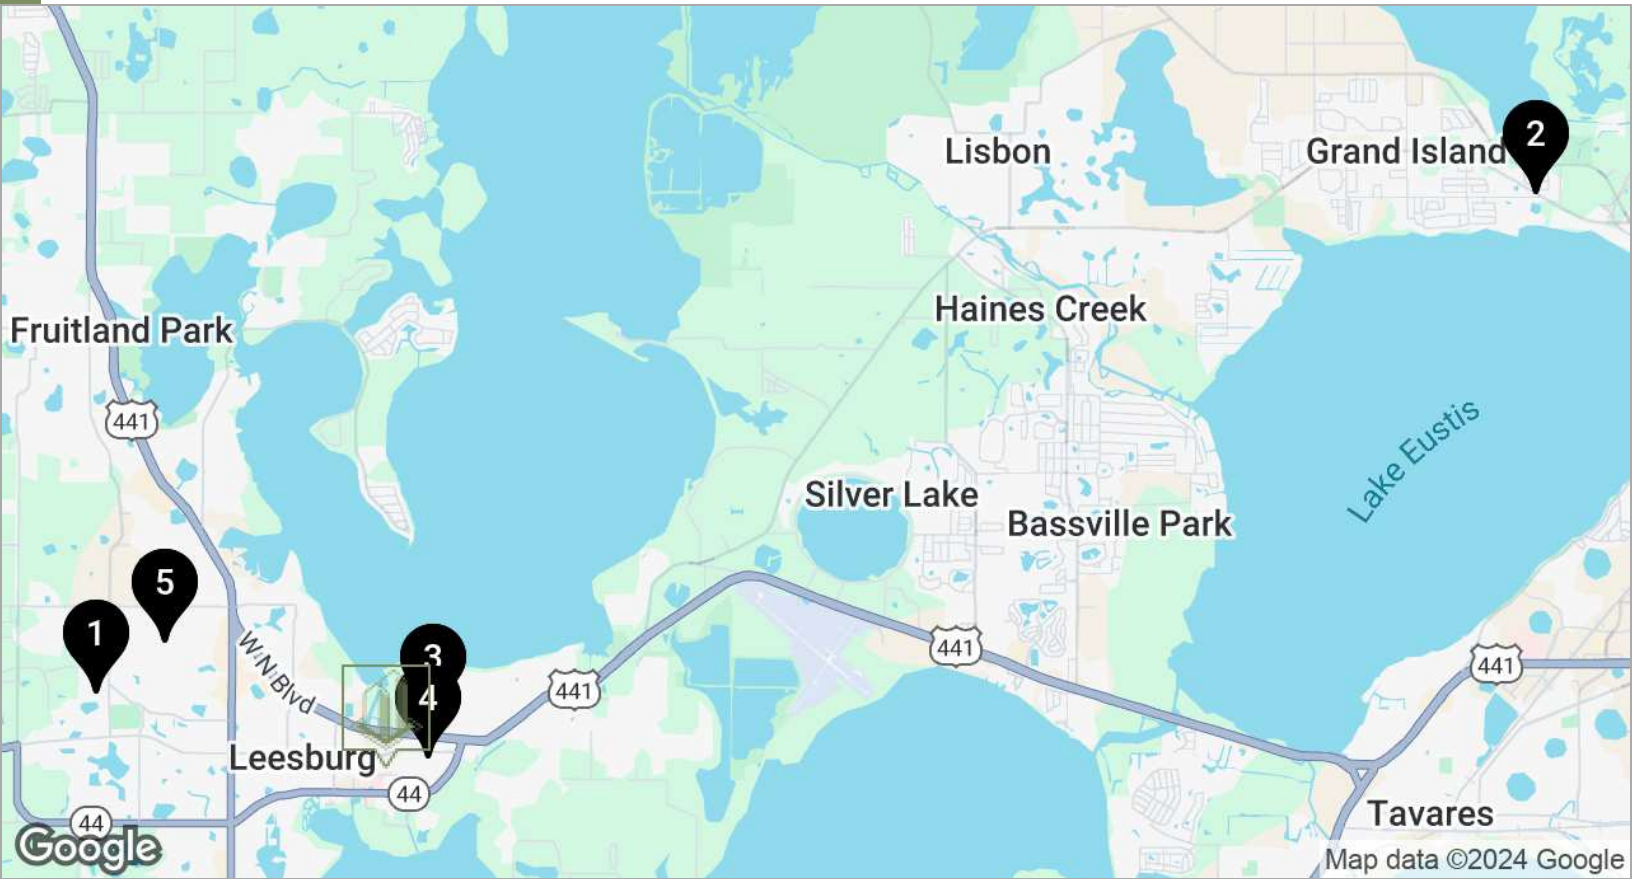 2
Lisbon
Grand Island
Haines Creek
Fruitland Park
441
Lake Eustis
Silver Lake
Bassville Park
5
1
3
W N Blvd
441
441
441
4
Leesburg
44
44
Tavares
Google
Map data ©2024 Google